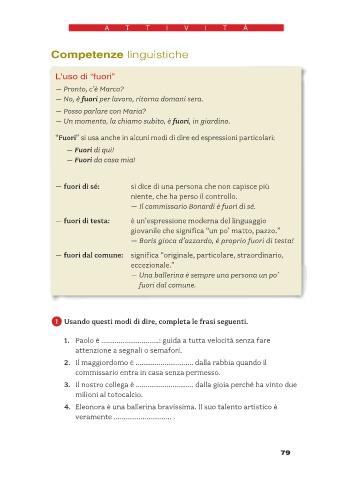 ATTIVITÀ
Competenze linguistiche
L'uso di "fuori"
— Pronto, c'è Marco?
— No, è fuori per lavoro, ritorna domani sera.
— Posso parlare con Maria?
— Un momento, la chiamo subito, è fuori, in giardino.
"Fuori" si usa anche in alcuni modi di dire ed espressioni particolari:
— Fuori di qui!
— Fuori da casa mia!
— fuori di sé: si dice di una persona che non capisce più
niente, che ha perso il controllo.
— Il commissario Bonardi è fuori di sé.
— fuori di testa: è un'espressione moderna del linguaggio
giovanile che significa "un po' matto, pazzo."
— Boris gioca d'azzardo, è proprio fuori di testa!
— fuori dal comune: significa "originale, particolare, straordinario,
eccezionale."
— Una ballerina è sempre una persona un po'
fuori dal comune.
1 Usando questi modi di dire, completa le frasi seguenti.
1. Paolo è ............................: guida a tutta velocità senza fare
attenzione a segnali o semafori.
2. Il maggiordomo è ............................ dalla rabbia quando il
commissario entra in casa senza permesso.
3. Il nostro collega è ............................ dalla gioia perché ha vinto due
milioni al totocalcio.
4. Eleonora è una ballerina bravissima. Il suo talento artistico è
veramente ............................ .
79